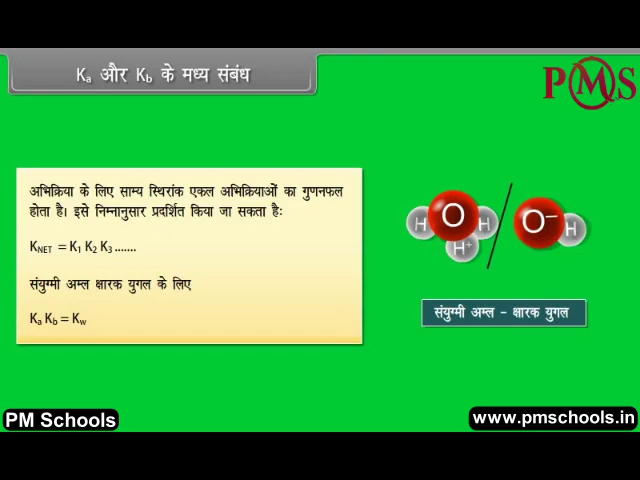 Kₐ और K_b के मध्य संबंध
PMS
अभिक्रिया के लिए साम्य स्थिरांक एकल अभिक्रियाओं का गुणनफल
होता है। इसे निम्नानुसार प्रदर्शित किया जा सकता है:
K_NET = K₁ K₂ K₃.......
संयुग्मी अम्ल क्षारक युगल के लिए
Kₐ K_b = K_w
H O H / O⁻ H
H⁺
संयुग्मी अम्ल – क्षारक युगल
PM Schools
www.pmschools.in